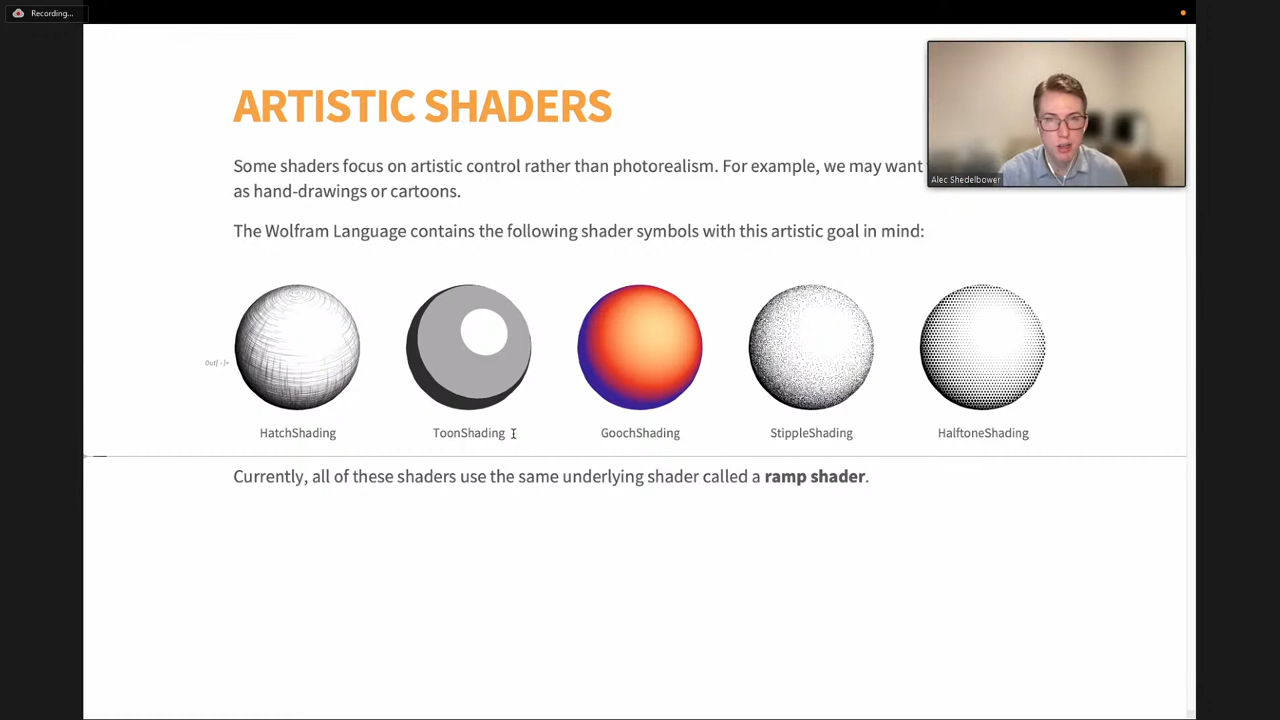 Recording...
ARTISTIC SHADERS
Some shaders focus on artistic control rather than photorealism. For example, we may want
as hand-drawings or cartoons.
Alec Shedelbower
The Wolfram Language contains the following shader symbols with this artistic goal in mind:
Out[-]=
HatchShading ToonShading GoochShading StippleShading HalftoneShading
Currently, all of these shaders use the same underlying shader called a ramp shader.